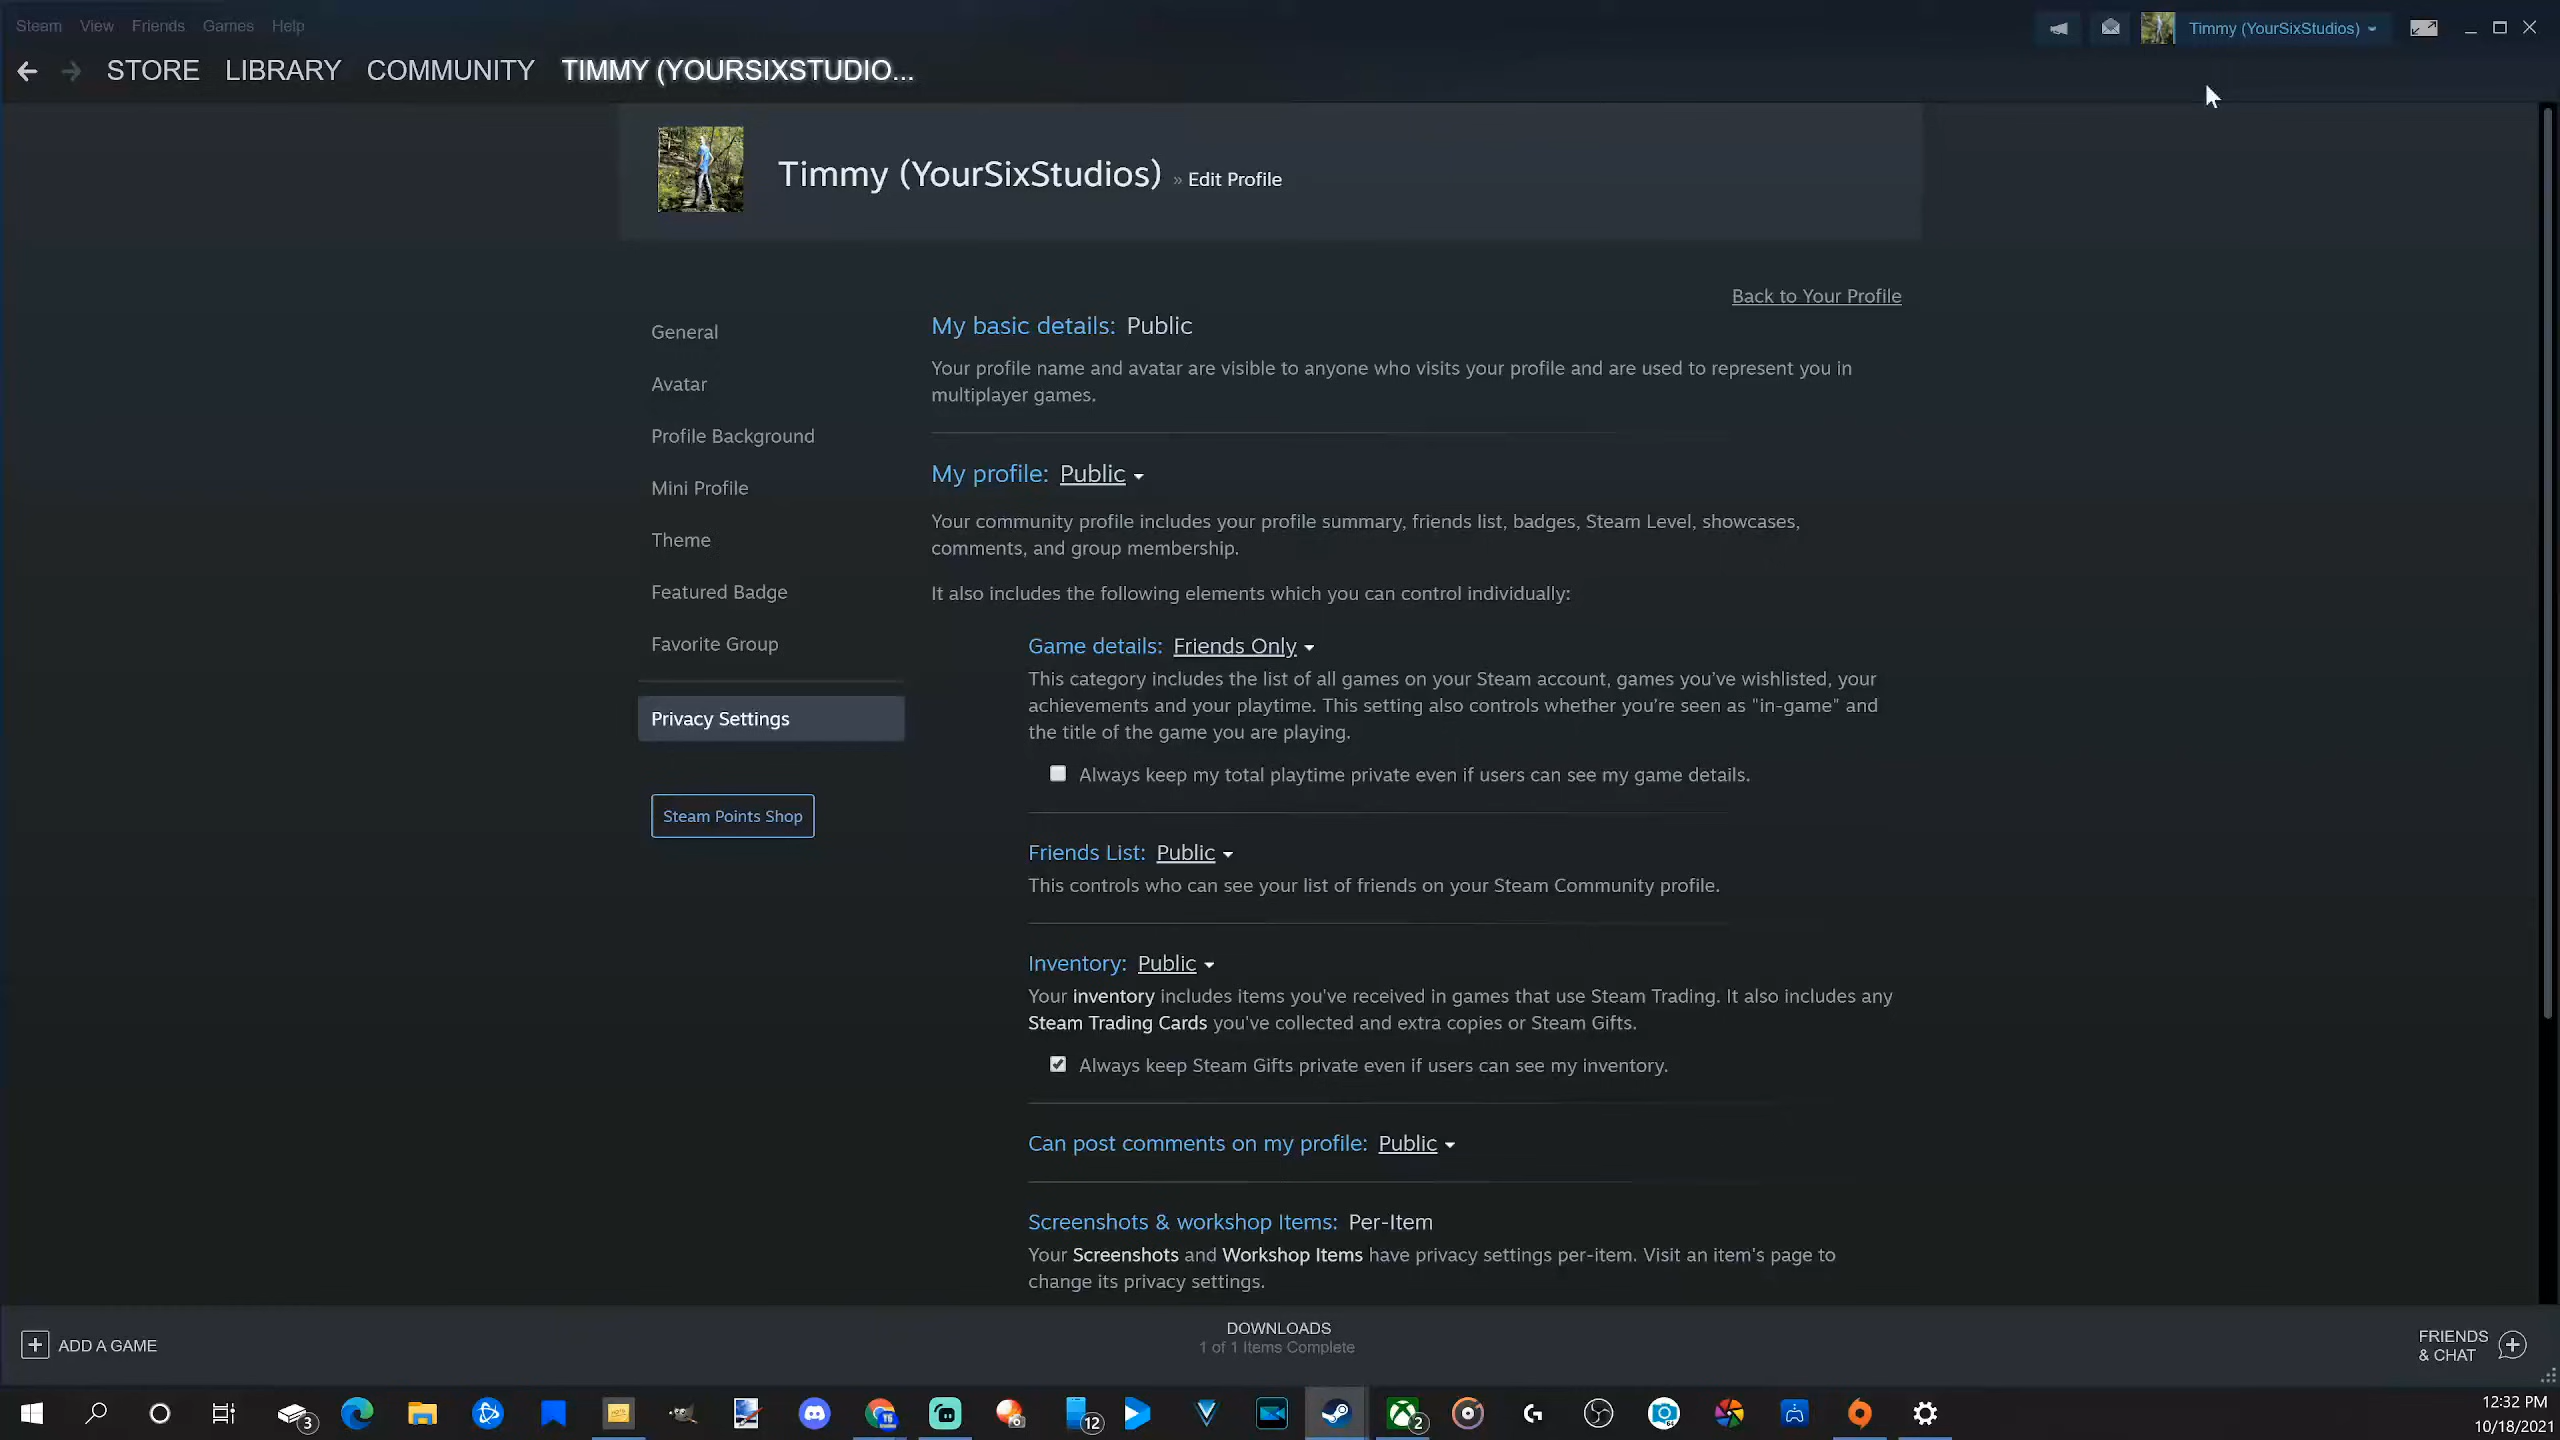 Steam View Friends Games Help
Timmy (YourSixStudios)
STORE LIBRARY COMMUNITY TIMMY (YOURSIXSTUDIO...
Timmy (YourSixStudios) » Edit Profile
Back to Your Profile
General
Avatar
Profile Background
Mini Profile
Theme
Featured Badge
Favorite Group
Privacy Settings
Steam Points Shop
My basic details: Public
Your profile name and avatar are visible to anyone who visits your profile and are used to represent you in
multiplayer games.
My profile: Public
Your community profile includes your profile summary, friends list, badges, Steam Level, showcases,
comments, and group membership.
It also includes the following elements which you can control individually:
Game details: Friends Only
This category includes the list of all games on your Steam account, games you've wishlisted, your
achievements and your playtime. This setting also controls whether you're seen as "in-game" and
the title of the game you are playing.
Always keep my total playtime private even if users can see my game details.
Friends List: Public
This controls who can see your list of friends on your Steam Community profile.
Inventory: Public
Your inventory includes items you've received in games that use Steam Trading. It also includes any
Steam Trading Cards you've collected and extra copies or Steam Gifts.
Always keep Steam Gifts private even if users can see my inventory.
Can post comments on my profile: Public
Screenshots & workshop Items: Per-Item
Your Screenshots and Workshop Items have privacy settings per-item. Visit an item's page to
change its privacy settings.
ADD A GAME
DOWNLOADS
1 of 1 Items Complete
FRIENDS
& CHAT
3
12
2
12:32 PM
10/18/2021